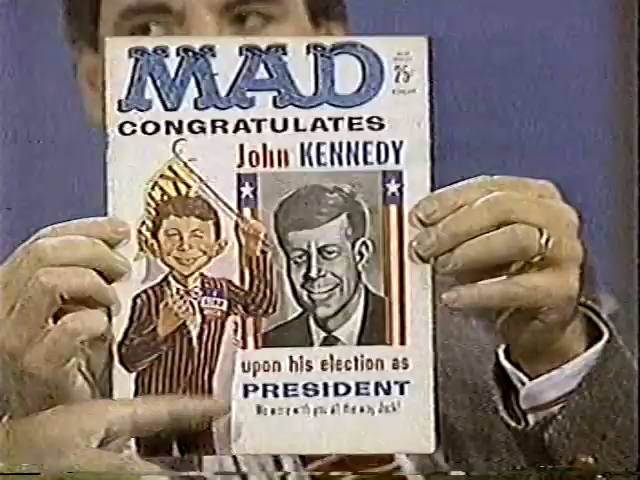 MAD
25¢
CONGRATULATES
John KENNEDY
upon his election as
PRESIDENT
We were with you all the way, Jack!